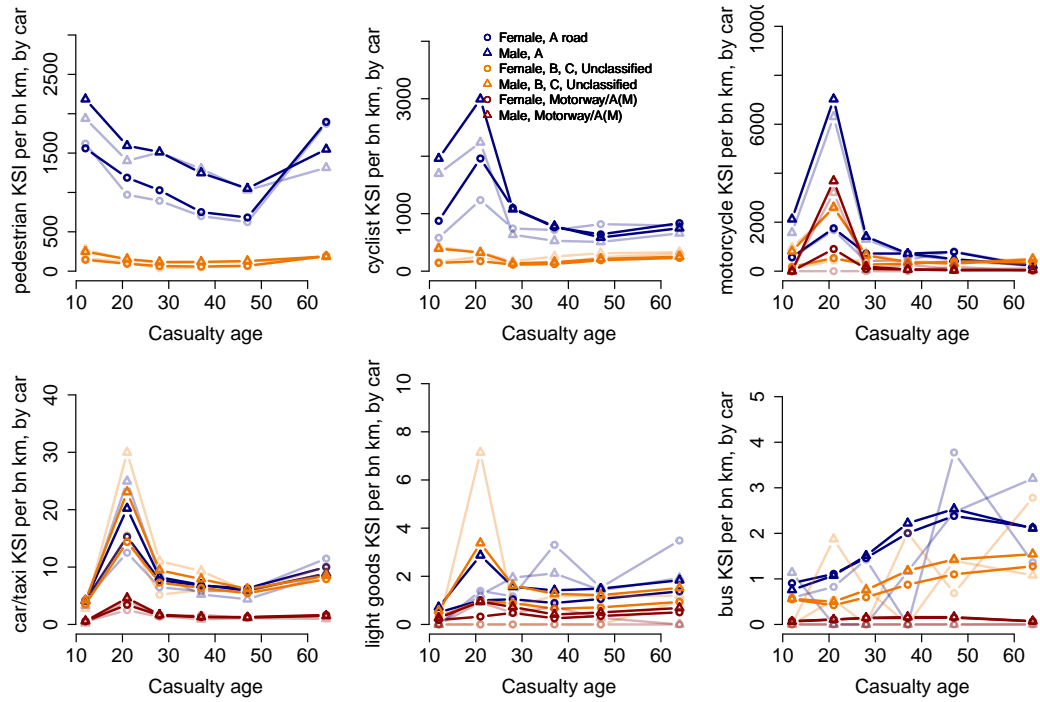 pedestrian KSI per bn km, by car
0 500 1500 2500
10 20 30 40 50 60
Casualty age
cyclist KSI per bn km, by car
0 1000 3000
10 20 30 40 50 60
Casualty age
Female, A road
Male, A
Female, B, C, Unclassified
Male, B, C, Unclassified
Female, Motorway/A(M)
Male, Motorway/A(M)
motorcycle KSI per bn km, by car
0 2000 6000 10000
10 20 30 40 50 60
Casualty age
car/taxi KSI per bn km, by car
0 10 20 30 40
10 20 30 40 50 60
Casualty age
light goods KSI per bn km, by car
0 2 4 6 8 10
10 20 30 40 50 60
Casualty age
bus KSI per bn km, by car
0 1 2 3 4 5
10 20 30 40 50 60
Casualty age